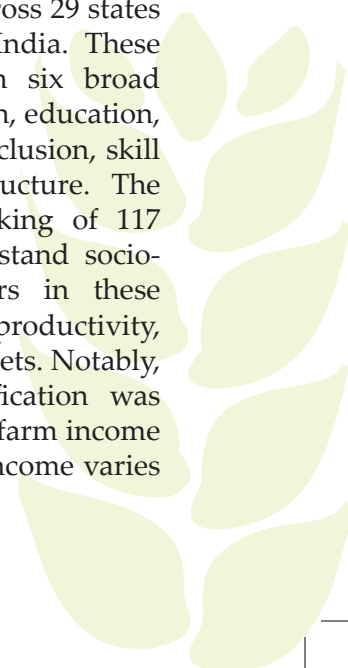 ross 29 states
India. These
six broad
, education,
clusion, skill
ucture. The
king of 117
stand socio-
rs in these
productivity,
ets. Notably,
fication was
farm income
ncome varies